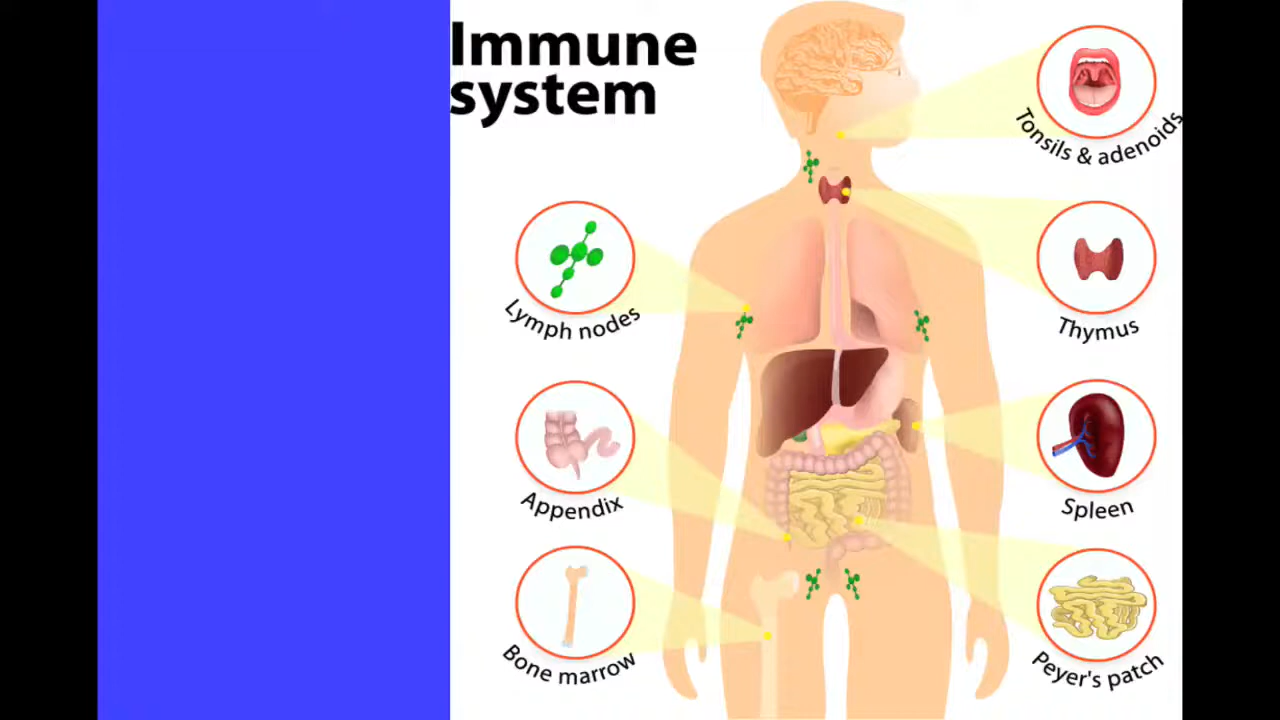 Immune
system
Tonsils & adenoids
Lymph nodes
Thymus
Appendix
Spleen
Bone marrow
Peyer's patch